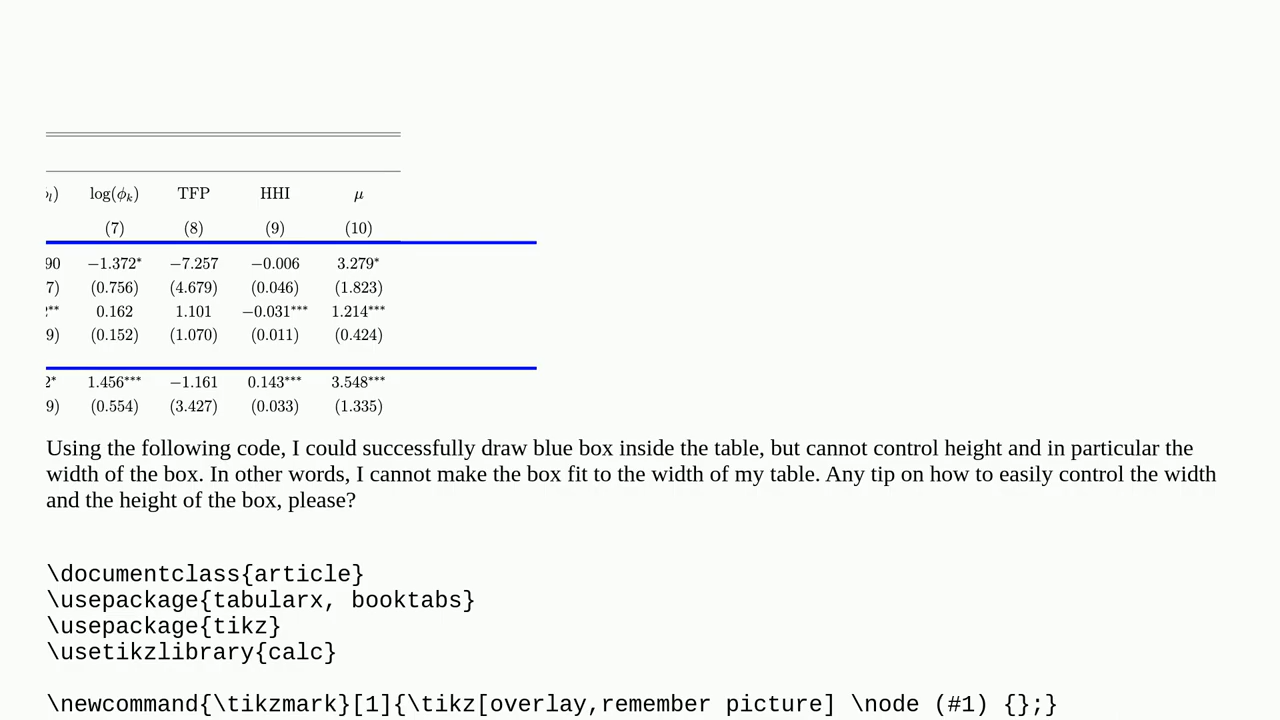 log(ϕₖ) TFP HHI μ
(7) (8) (9) (10)
90 −1.372* −7.257 −0.006 3.279*
7) (0.756) (4.679) (0.046) (1.823)
** 0.162 1.101 −0.031*** 1.214***
9) (0.152) (1.070) (0.011) (0.424)
2* 1.456*** −1.161 0.143*** 3.548***
9) (0.554) (3.427) (0.033) (1.335)
Using the following code, I could successfully draw blue box inside the table, but cannot control height and in particular the
width of the box. In other words, I cannot make the box fit to the width of my table. Any tip on how to easily control the width
and the height of the box, please?
\documentclass{article}
\usepackage{tabularx, booktabs}
\usepackage{tikz}
\usetikzlibrary{calc}
\newcommand{\tikzmark}[1]{\tikz[overlay,remember picture] \node (#1) {};}